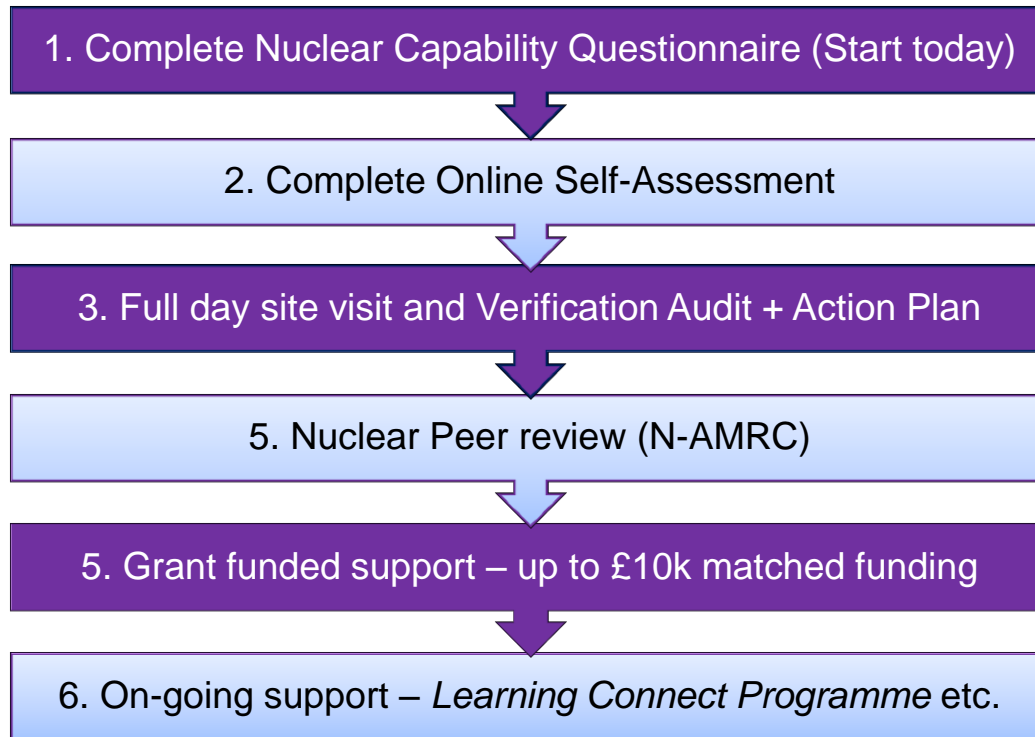 1. Complete Nuclear Capability Questionnaire (Start today)
2. Complete Online Self-Assessment
3. Full day site visit and Verification Audit + Action Plan
5. Nuclear Peer review (N-AMRC)
5. Grant funded support – up to £10k matched funding
6. On-going support – Learning Connect Programme etc.